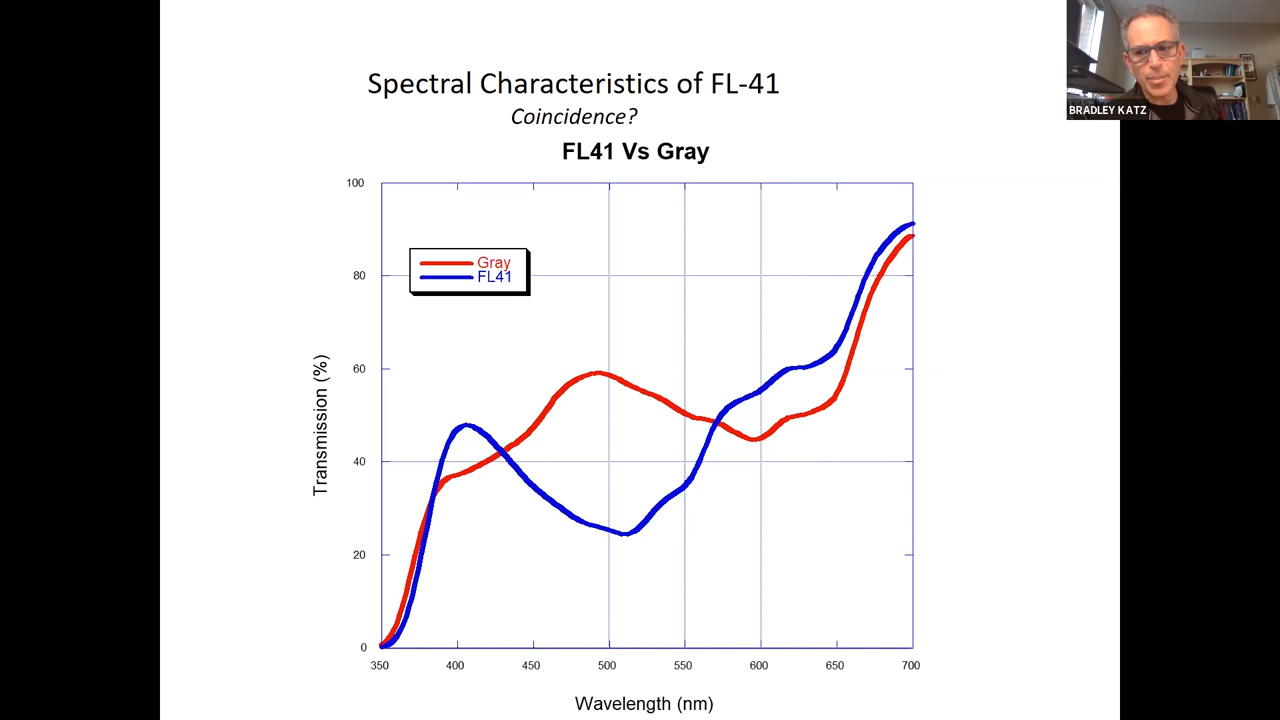 Spectral Characteristics of FL-41
Coincidence?
FL41 Vs Gray
BRADLEY KATZ
Gray
FL41
100
80
60
40
20
0
Transmission (%)
350 400 450 500 550 600 650 700
Wavelength (nm)